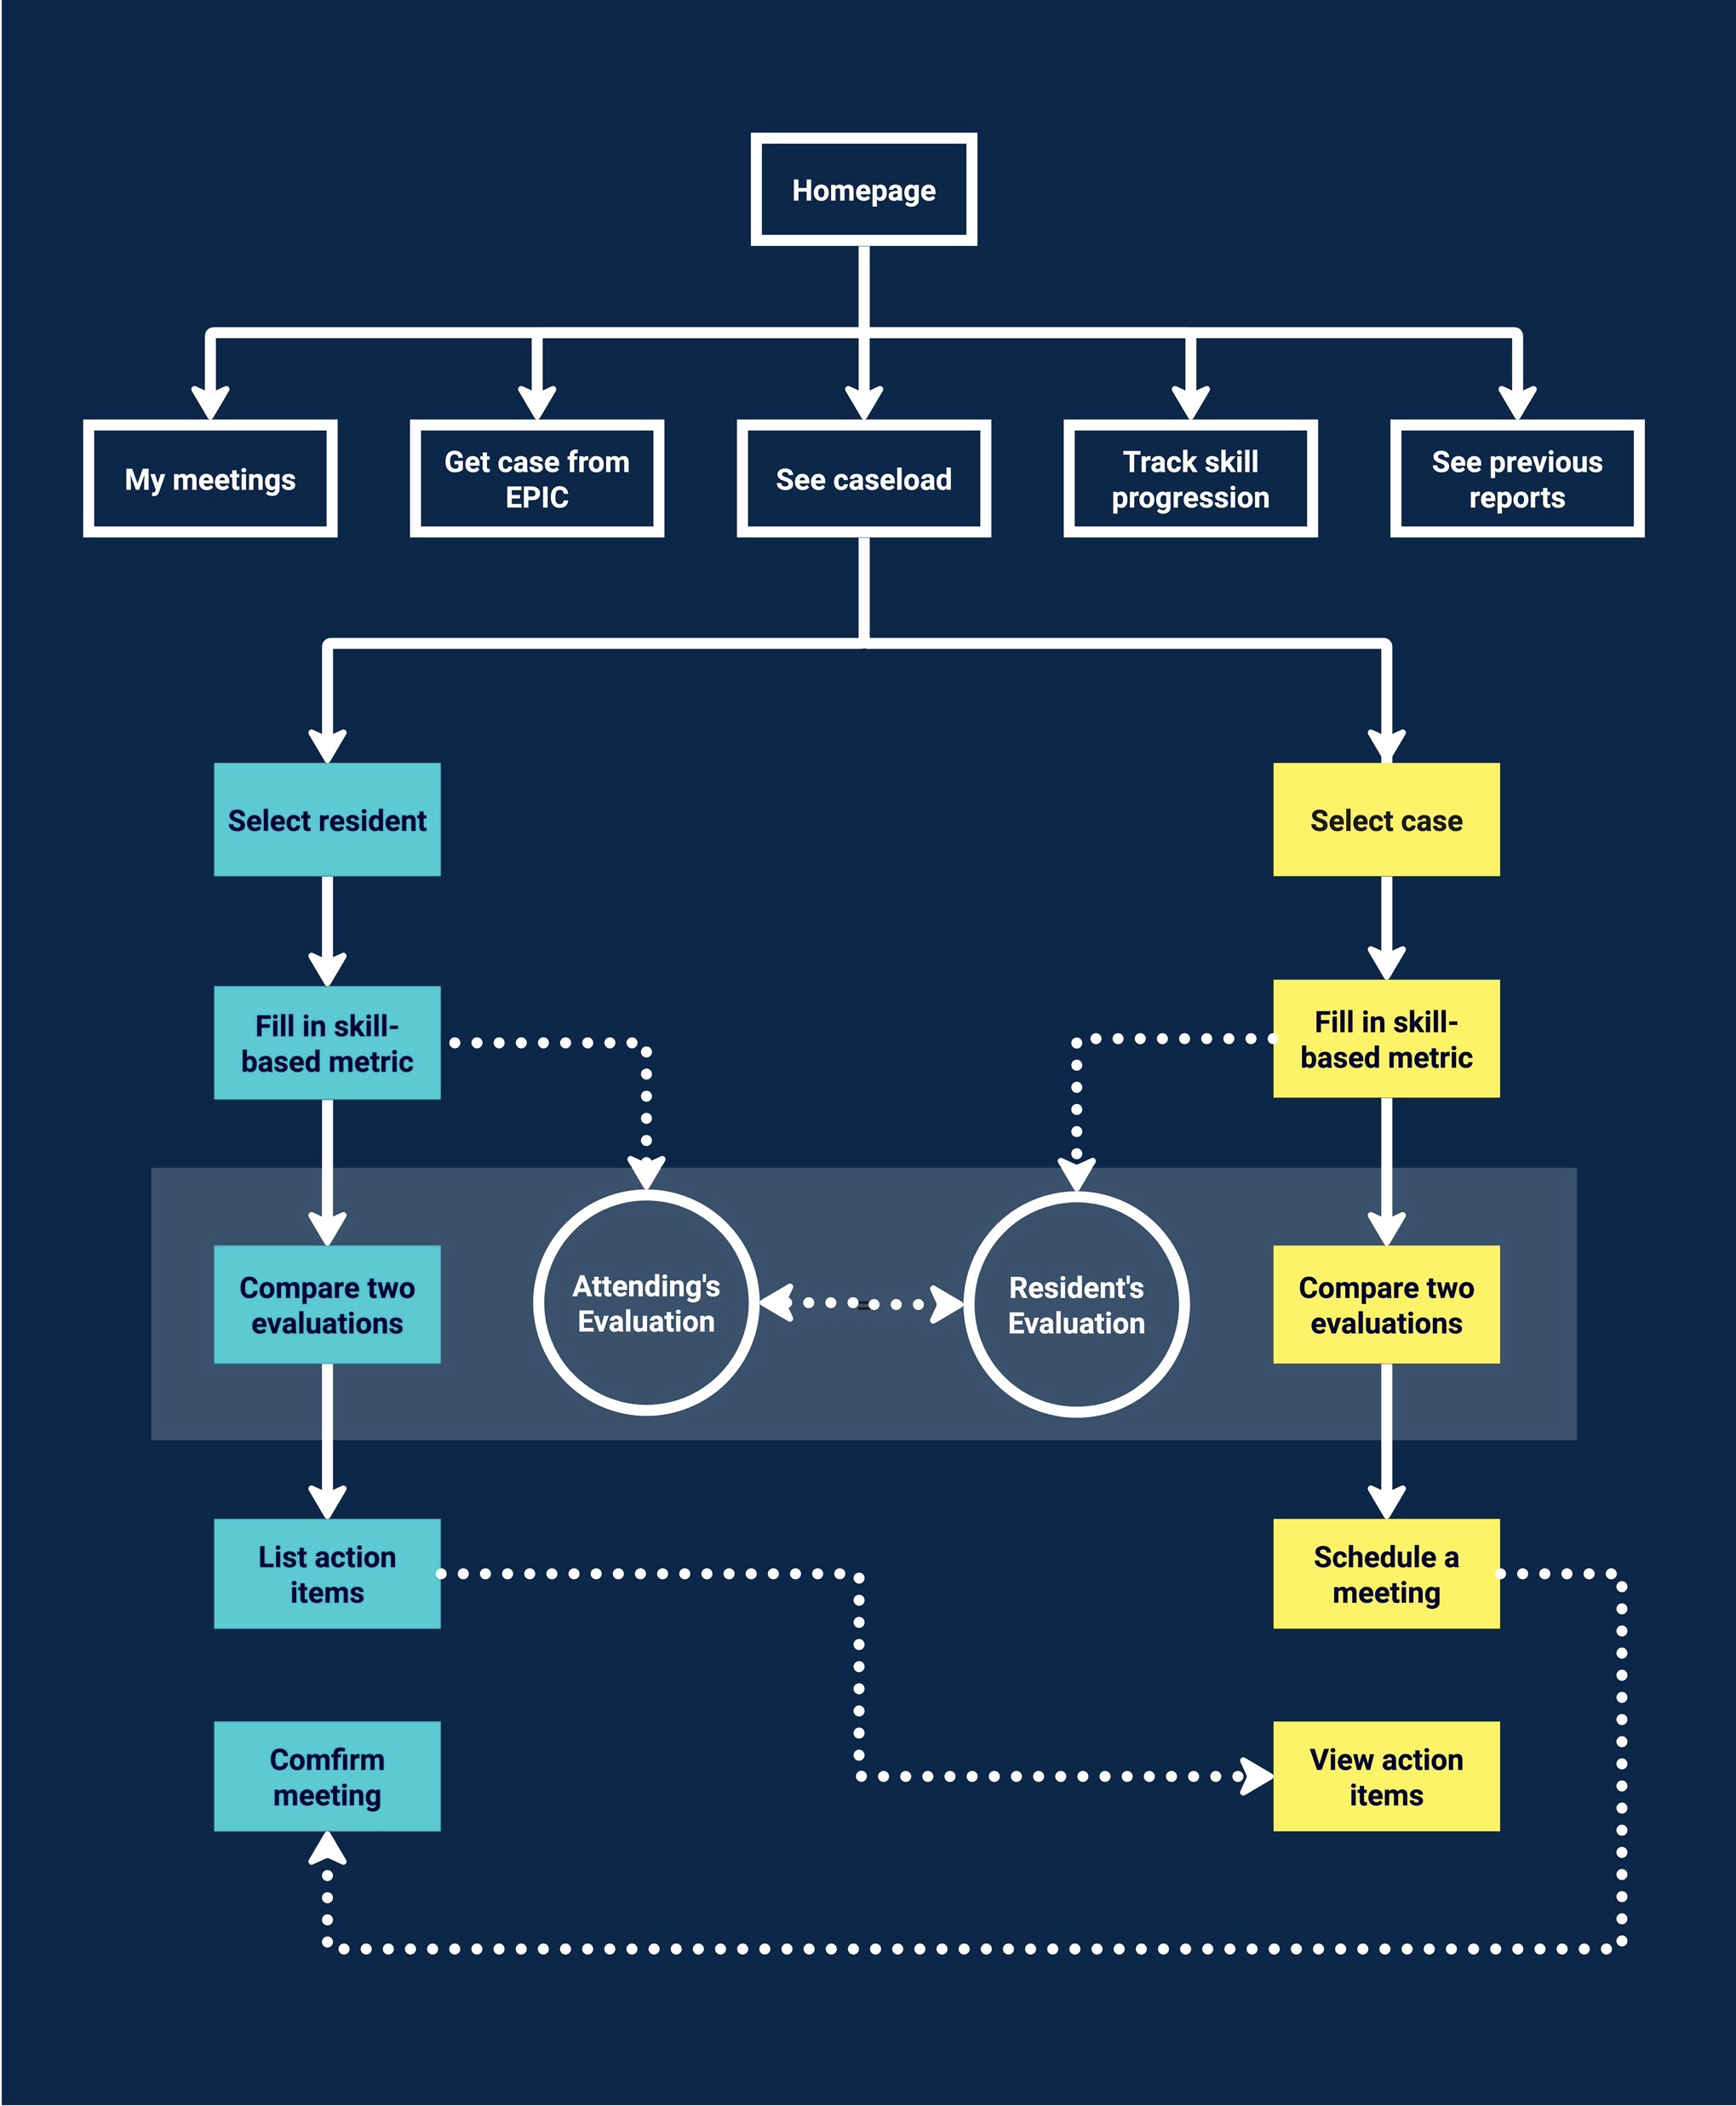 Homepage
My meetings
Get case from
EPIC
See caseload
Track skill
progression
See previous
reports
Select resident
Select case
Fill in skill-
based metric
Fill in skill-
based metric
Compare two
evaluations
Attending's
Evaluation
Resident's
Evaluation
Compare two
evaluations
List action
items
Schedule a
meeting
Comfirm
meeting
View action
items